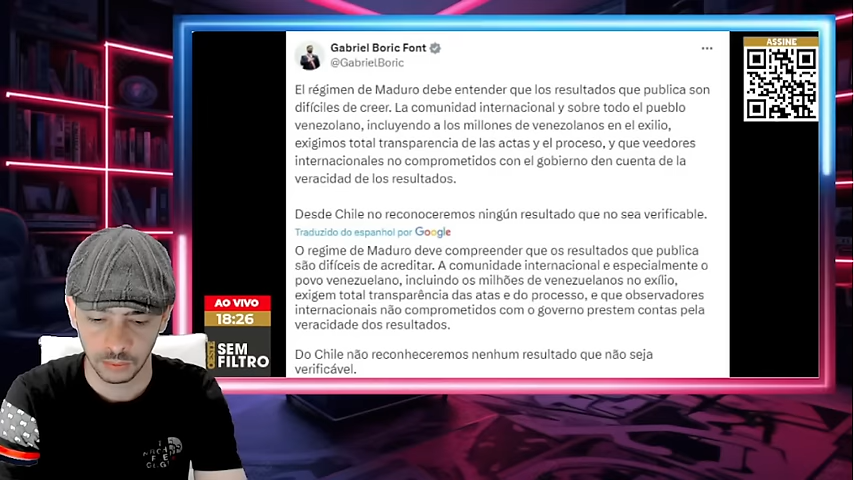 Gabriel Boric Font
@GabrielBoric
El régimen de Maduro debe entender que los resultados que publica son
difíciles de creer. La comunidad internacional y sobre todo el pueblo
venezolano, incluyendo a los millones de venezolanos en el exilio,
exigimos total transparencia de las actas y el proceso, y que veedores
internacionales no comprometidos con el gobierno den cuenta de la
veracidad de los resultados.
Desde Chile no reconoceremos ningún resultado que no sea verificable.
Traduzido do espanhol por Google
O regime de Maduro deve compreender que os resultados que publica
são difíceis de acreditar. A comunidade internacional e especialmente o
povo venezuelano, incluindo os milhões de venezuelanos no exílio,
exigem total transparência das atas e do processo, e que observadores
internacionais não comprometidos com o governo prestem contas pela
veracidade dos resultados.
Do Chile não reconheceremos nenhum resultado que não seja
verificável.
ASSINE
AO VIVO
18:26
OESTE
SEM
FILTRO